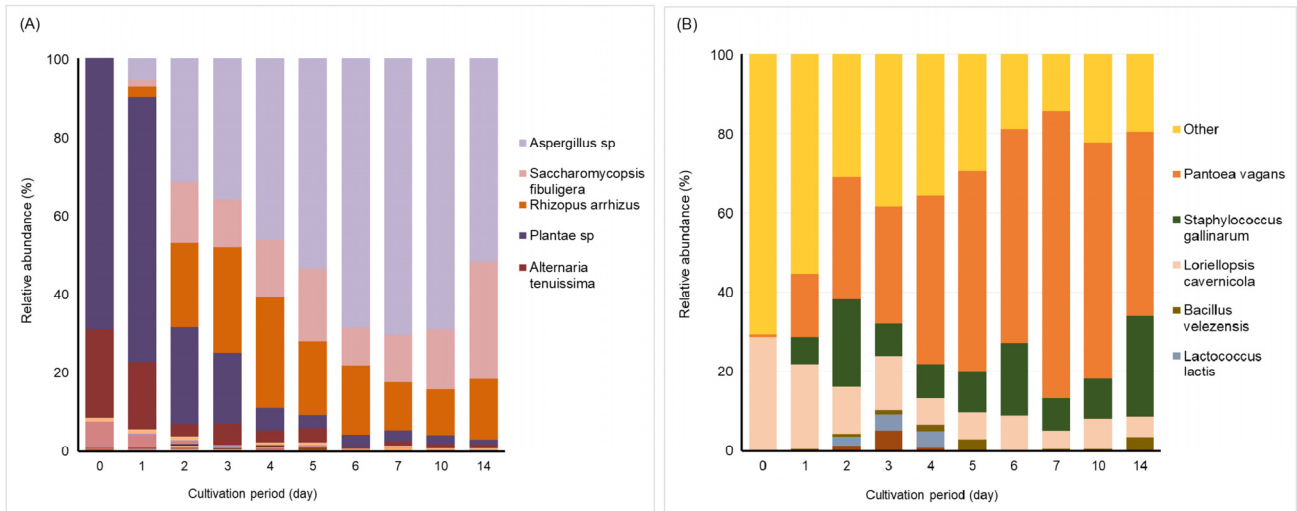 (A)
100
80
60
40
20
0
Relative abundance (%)
0 1 2 3 4 5 6 7 10 14
Cultivation period (day)
Aspergillus sp
Saccharomycopsis
fibuligera
Rhizopus arrhizus
Plantae sp
Alternaria
tenuissima
(B)
100
80
60
40
20
0
Relative abundance (%)
0 1 2 3 4 5 6 7 10 14
Cultivation period (day)
Other
Pantoea vagans
Staphylococcus
gallinarum
Loriellopsis
cavernicola
Bacillus
velezensis
Lactococcus
lactis